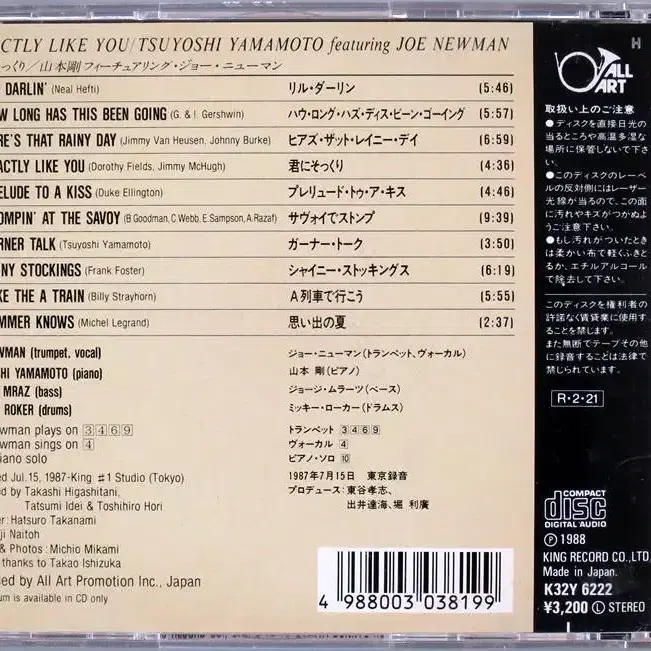 CTLY LIKE YOU/TSUYOSHI YAMAMOTO featuring JOE NEWMAN
っくり/山本剛フィーチュアリング・ジョー・ニューマン
DARLIN' (Neal Hefti) リル・ダーリン (5:46)
W LONG HAS THIS BEEN GOING (G. & I. Gershwin) ハウ・ロング・ハズ・ディス・ビーン・ゴーイング (5:57)
RE'S THAT RAINY DAY (Jimmy Van Heusen, Johnny Burke) ヒアズ・ザット・レイニー・デイ (6:59)
ACTLY LIKE YOU (Dorothy Fields, Jimmy McHugh) 君にそっくり (4:36)
ELUDE TO A KISS (Duke Ellington) プレリュード・トゥ・ア・キス (4:46)
OMPIN' AT THE SAVOY (B. Goodman, C. Webb, E. Sampson, A. Razaf) サヴォイでストンプ (9:39)
RNER TALK (Tsuyoshi Yamamoto) ガーナー・トーク (3:50)
NY STOCKINGS (Frank Foster) シャイニー・ストッキングス (6:19)
KE THE A TRAIN (Billy Strayhorn) A列車で行こう (5:55)
MMER KNOWS (Michel Legrand) 思い出の夏 (2:37)
WMAN (trumpet, vocal) ジョー・ニューマン(トランペット、ヴォーカル)
SHI YAMAMOTO (piano) 山本 剛(ピアノ)
MRAZ (bass) ジョージ・ムラーツ(ベース)
ROKER (drums) ミッキー・ローカー(ドラムス)
wman plays on 3 4 6 9 トランペット 3 4 6 9
wman sings on 4 ヴォーカル 4
iano solo ピアノ・ソロ 10
ed Jul. 15, 1987-King #1 Studio (Tokyo) 1987年7月15日 東京録音
ed by Takashi Higashitani, プロデュース:東谷孝志、
Tatsumi Idei & Toshihiro Hori 出井達海、堀 利廣
er: Hatsuro Takanami
ji Naitoh
& Photos: Michio Mikami
thanks to Takao Ishizuka
sed by All Art Promotion Inc., Japan
um is available in CD only
4 988003 038199
H
ALL
ART
取扱い上のご注意
●ディスクを直接日光の
当るところや高温多湿な
場所に保管しないで下さ
い。
●このディスクのレーベ
ルの反対側にはレーザー
光線が当るので、この面
に汚れやキズがつかぬよ
うご注意下さい。
●もし汚れがついたときは
柔かい布で軽くふきと
るか、エチルアルコール
で除去して下さい。
このディスクを権利者の
許諾なく賃貸業に使用す
ることを禁じます。
また無断でテープその他
に録音することは法律で
禁じられています。
R・2・21
COMPACT
disc
DIGITAL AUDIO
Ⓟ1988
KING RECORD CO., LTD.
Made in Japan.
K32Y 6222
¥3,200 Ⓛ STEREO